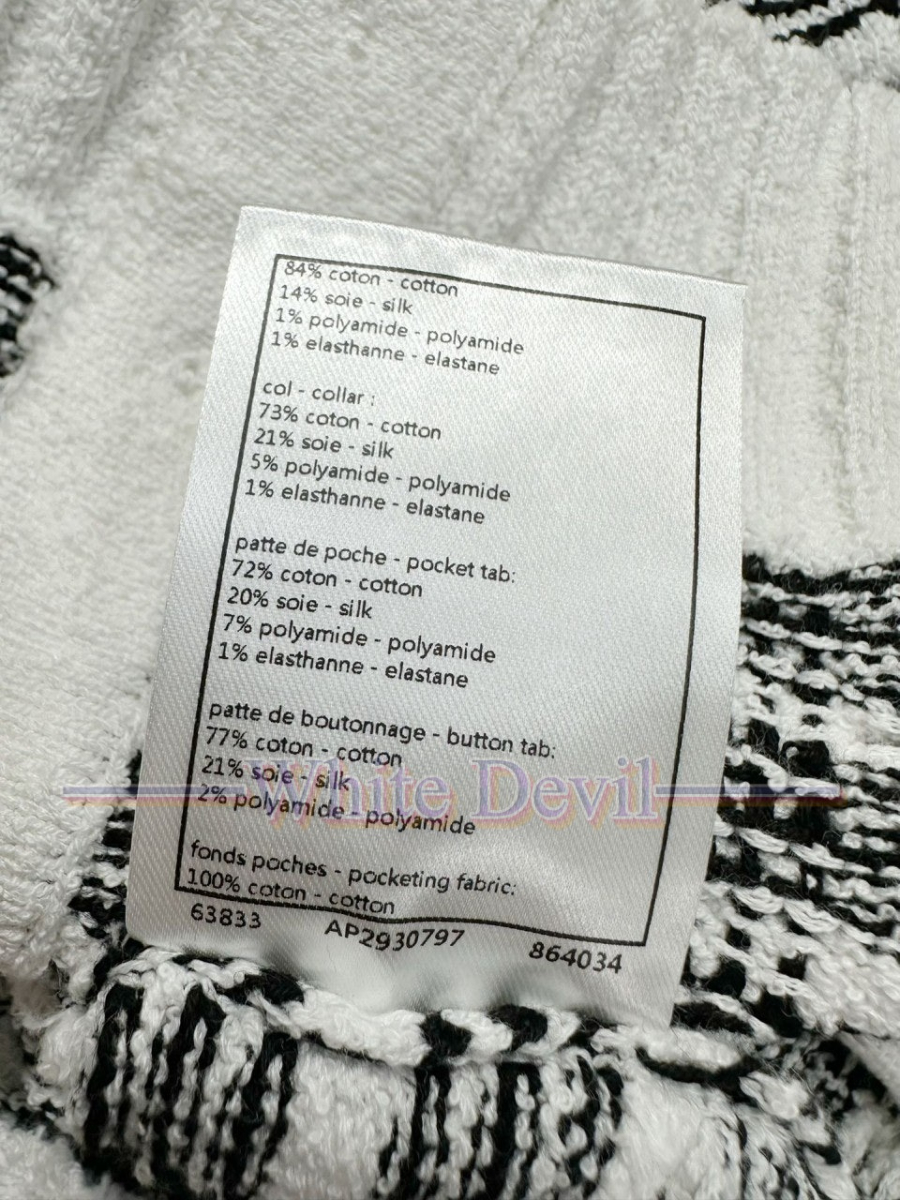 84% coton - cotton
14% soie - silk
1% polyamide - polyamide
1% elasthanne - elastane
col - collar :
73% coton - cotton
21% soie - silk
5% polyamide - polyamide
1% elasthanne - elastane
patte de poche - pocket tab:
72% coton - cotton
20% soie - silk
7% polyamide - polyamide
1% elasthanne - elastane
patte de boutonnage - button tab:
77% coton - cotton
21% soie - silk
White Devil
2% polyamide - polyamide
fonds poches - pocketing fabric:
100% coton - cotton
63833 AP2930797 864034